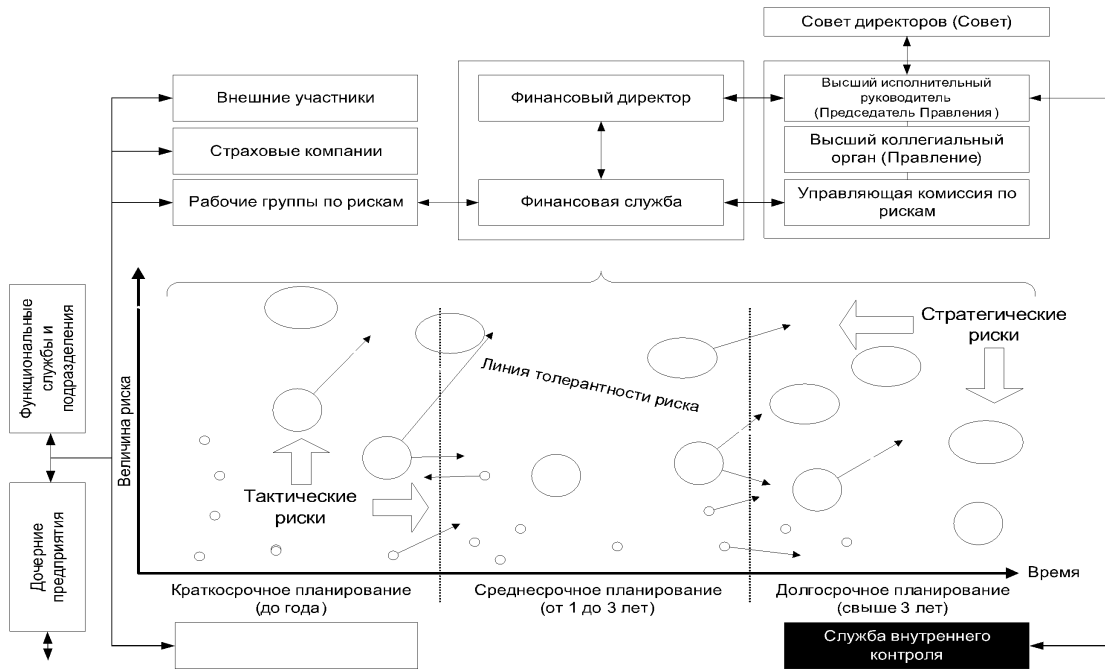 Совет директоров (Совет)
Внешние участники
Финансовый директор
Высший исполнительный
руководитель
(Председатель Правления )
Страховые компании
Высший коллегиальный
орган (Правление)
Рабочие группы по рискам
Финансовая служба
Управляющая комиссия по
рискам
Функциональные
службы и
подразделения
Величина риска
Стратегические
риски
Линия толерантности риска
Тактические
риски
Дочерние
предприятия
Время
Краткосрочное планирование
(до года)
Среднесрочное планирование
(от 1 до 3 лет)
Долгосрочное планирование
(свыше 3 лет)
Служба внутреннего
контроля